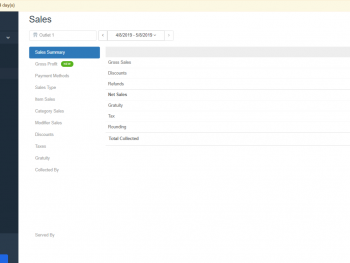 day(s)
Sales
Outlet 1
4/8/2019 - 5/8/2019
Sales Summary
Gross Profit
Payment Methods
Sales Type
Item Sales
Category Sales
Modifier Sales
Discounts
Taxes
Gratuity
Collected By
Served By
Gross Sales
Discounts
Refunds
Net Sales
Gratuity
Tax
Rounding
Total Collected